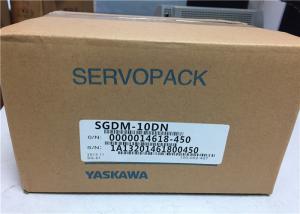 SERVOPACK
SGDM-10DN
O/N: 0000014618-450
S/N: 1A13201461800450
YASKAWA